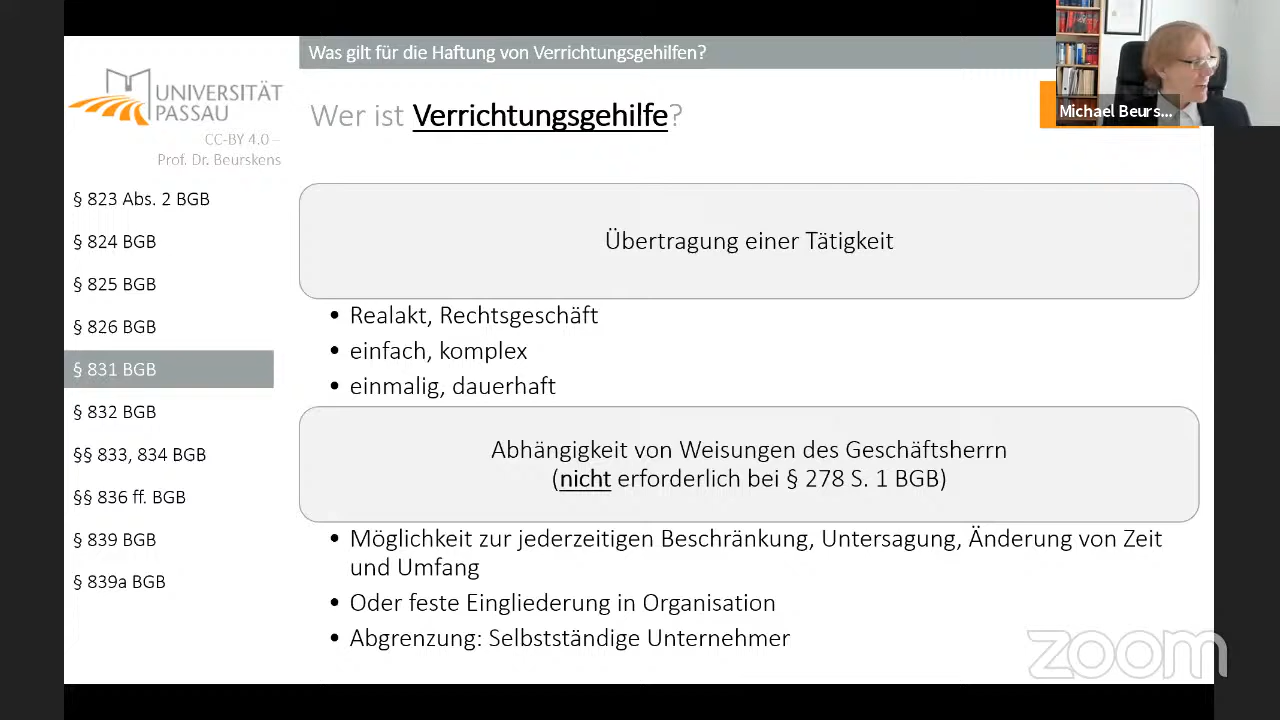 Was gilt für die Haftung von Verrichtungsgehilfen?
UNIVERSITÄT
PASSAU
CC-BY 4.0 –
Prof. Dr. Beurskens
Wer ist Verrichtungsgehilfe?
Michael Beurs...
§ 823 Abs. 2 BGB
§ 824 BGB
§ 825 BGB
§ 826 BGB
§ 831 BGB
§ 832 BGB
§§ 833, 834 BGB
§§ 836 ff. BGB
§ 839 BGB
§ 839a BGB
Übertragung einer Tätigkeit
• Realakt, Rechtsgeschäft
• einfach, komplex
• einmalig, dauerhaft
Abhängigkeit von Weisungen des Geschäftsherrn
(nicht erforderlich bei § 278 S. 1 BGB)
• Möglichkeit zur jederzeitigen Beschränkung, Untersagung, Änderung von Zeit
und Umfang
• Oder feste Eingliederung in Organisation
• Abgrenzung: Selbstständige Unternehmer
zoom